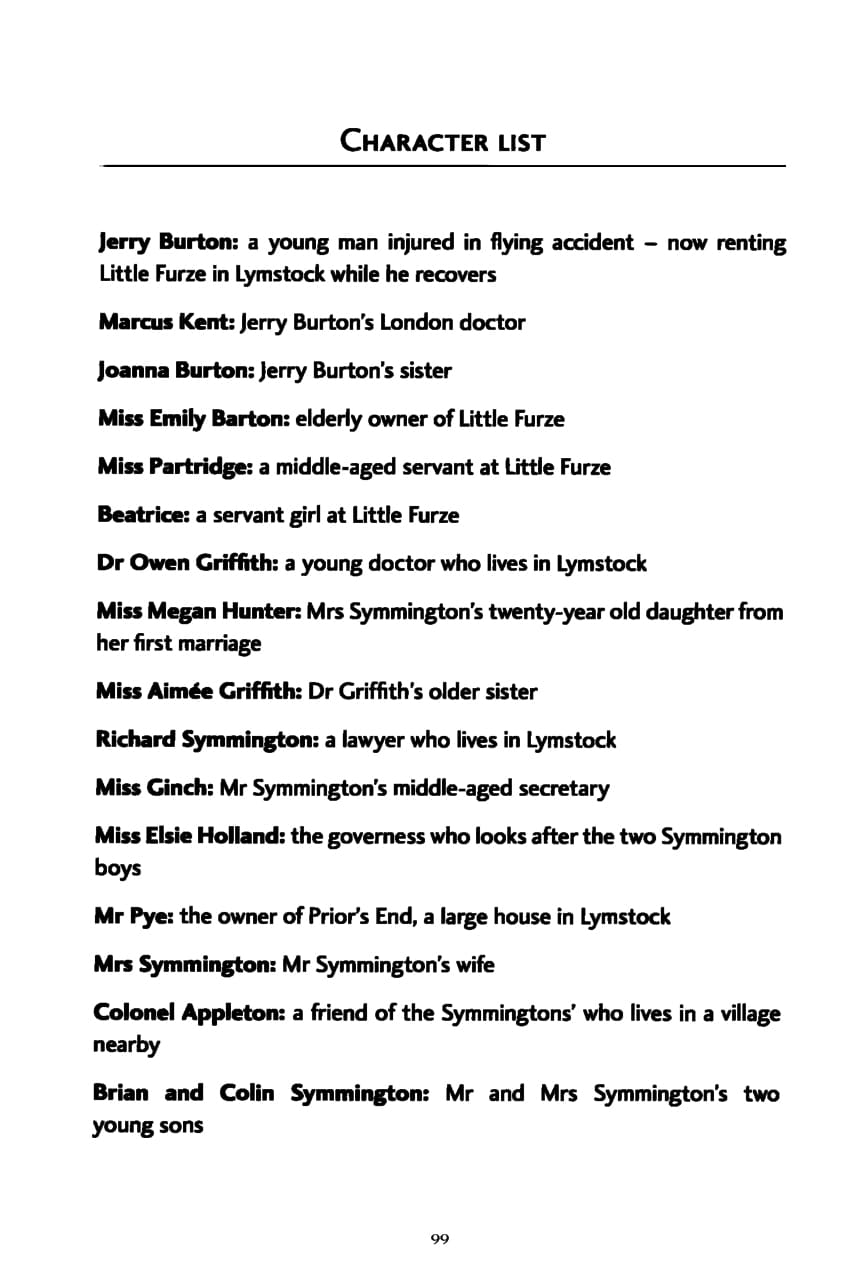 CHARACTER LIST
Jerry Burton: a young man injured in flying accident – now renting
Little Furze in Lymstock while he recovers
Marcus Kent: Jerry Burton's London doctor
Joanna Burton: Jerry Burton's sister
Miss Emily Barton: elderly owner of Little Furze
Miss Partridge: a middle-aged servant at Little Furze
Beatrice: a servant girl at Little Furze
Dr Owen Griffith: a young doctor who lives in Lymstock
Miss Megan Hunter: Mrs Symmington's twenty-year old daughter from
her first marriage
Miss Aimée Griffith: Dr Griffith's older sister
Richard Symmington: a lawyer who lives in Lymstock
Miss Ginch: Mr Symmington's middle-aged secretary
Miss Elsie Holland: the governess who looks after the two Symmington
boys
Mr Pye: the owner of Prior's End, a large house in Lymstock
Mrs Symmington: Mr Symmington's wife
Colonel Appleton: a friend of the Symmingtons' who lives in a village
nearby
Brian and Colin Symmington: Mr and Mrs Symmington's two
young sons
99